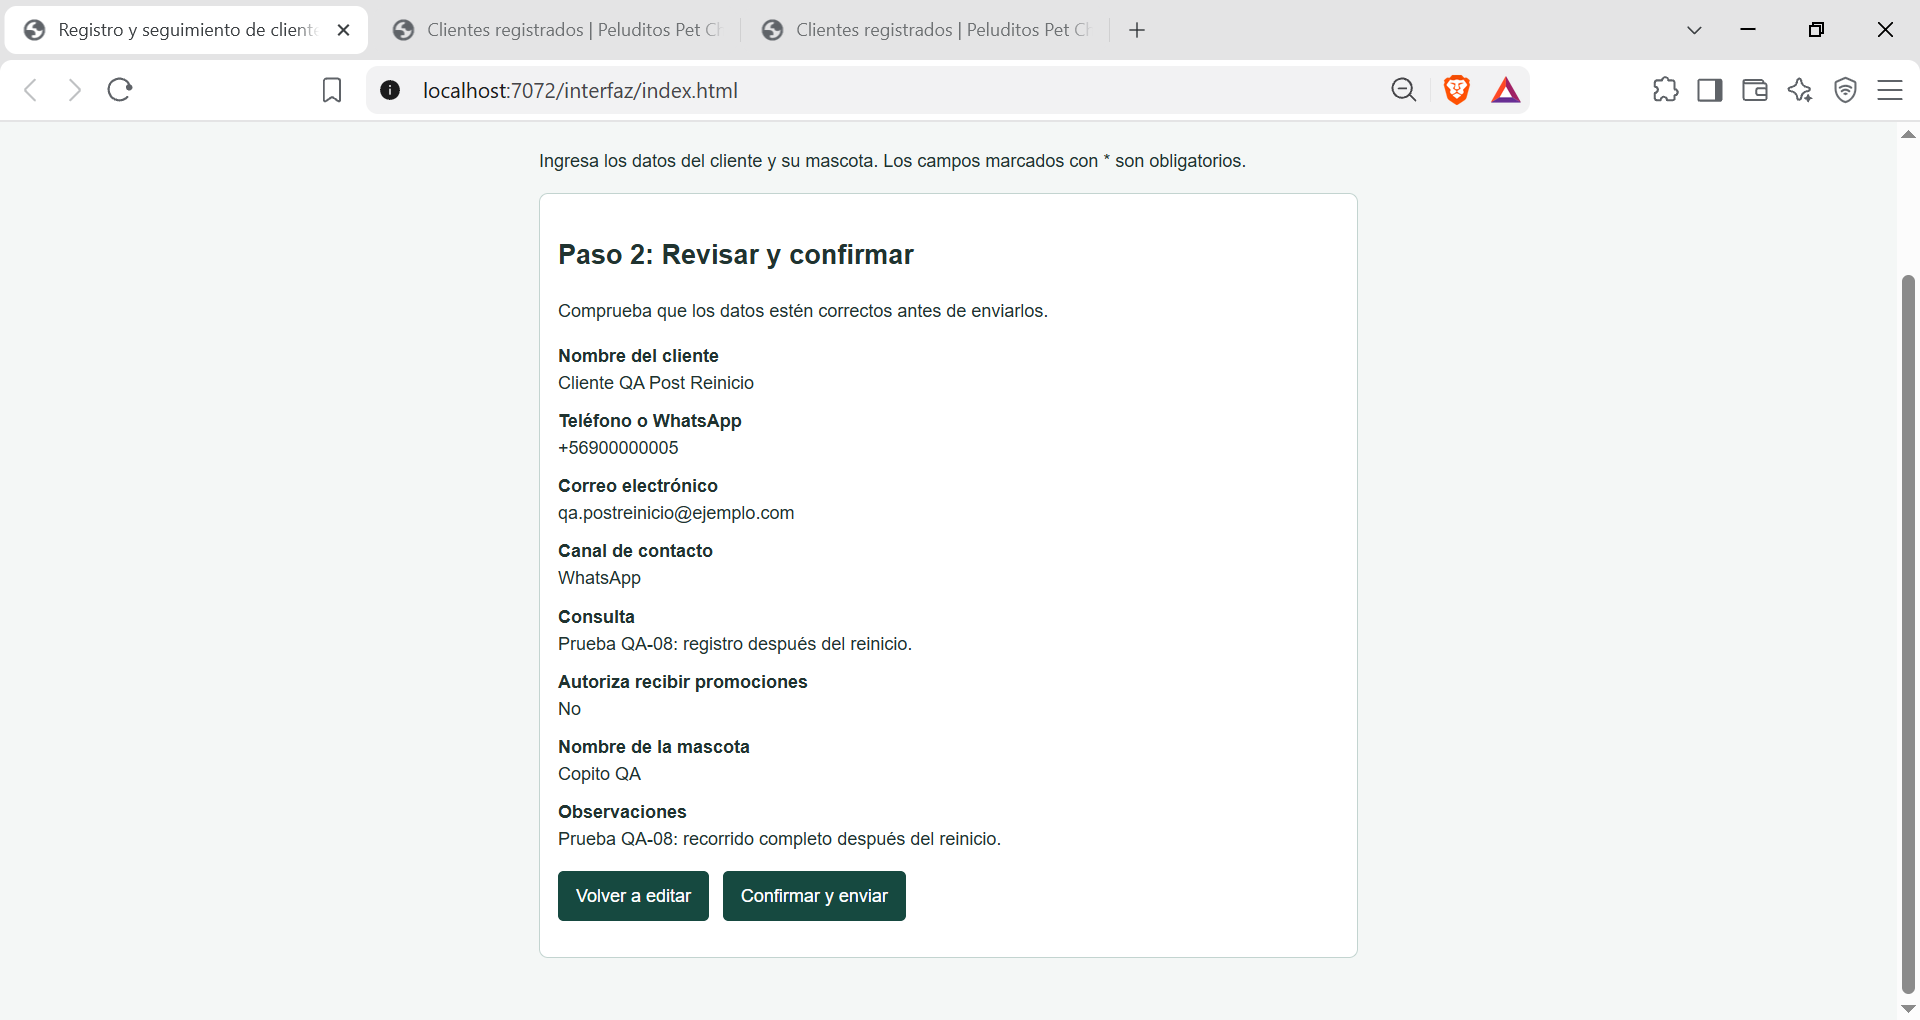 Registro y seguimiento de client
Clientes registrados | Peluditos Pet Ch
Clientes registrados | Peluditos Pet Ch
localhost:7072/interfaz/index.html
Ingresa los datos del cliente y su mascota. Los campos marcados con * son obligatorios.
Paso 2: Revisar y confirmar
Comprueba que los datos estén correctos antes de enviarlos.
Nombre del cliente
Cliente QA Post Reinicio
Teléfono o WhatsApp
+56900000005
Correo electrónico
qa.postreinicio@ejemplo.com
Canal de contacto
WhatsApp
Consulta
Prueba QA-08: registro después del reinicio.
Autoriza recibir promociones
No
Nombre de la mascota
Copito QA
Observaciones
Prueba QA-08: recorrido completo después del reinicio.
Volver a editar
Confirmar y enviar